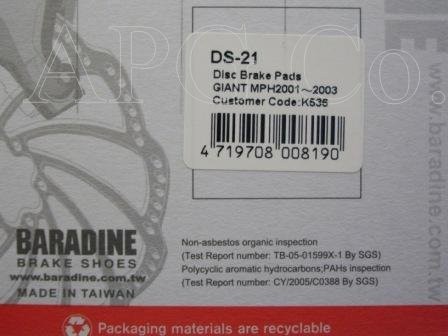 APC Co.
DS-21
Disc Brake Pads
GIANT MPH2001~2003
Customer Code:K535
4 719708 008190
BARADINE
BRAKE SHOES
www.baradine.com.tw
MADE IN TAIWAN
Non-asbestos organic inspection
(Test Report number: TB-05-01599X-1 By SGS)
Polycyclic aromatic hydrocarbons;PAHs inspection
(Test Report number: CY/2005/C0388 By SGS)
Packaging materials are recyclable
www.baradine.com.tw